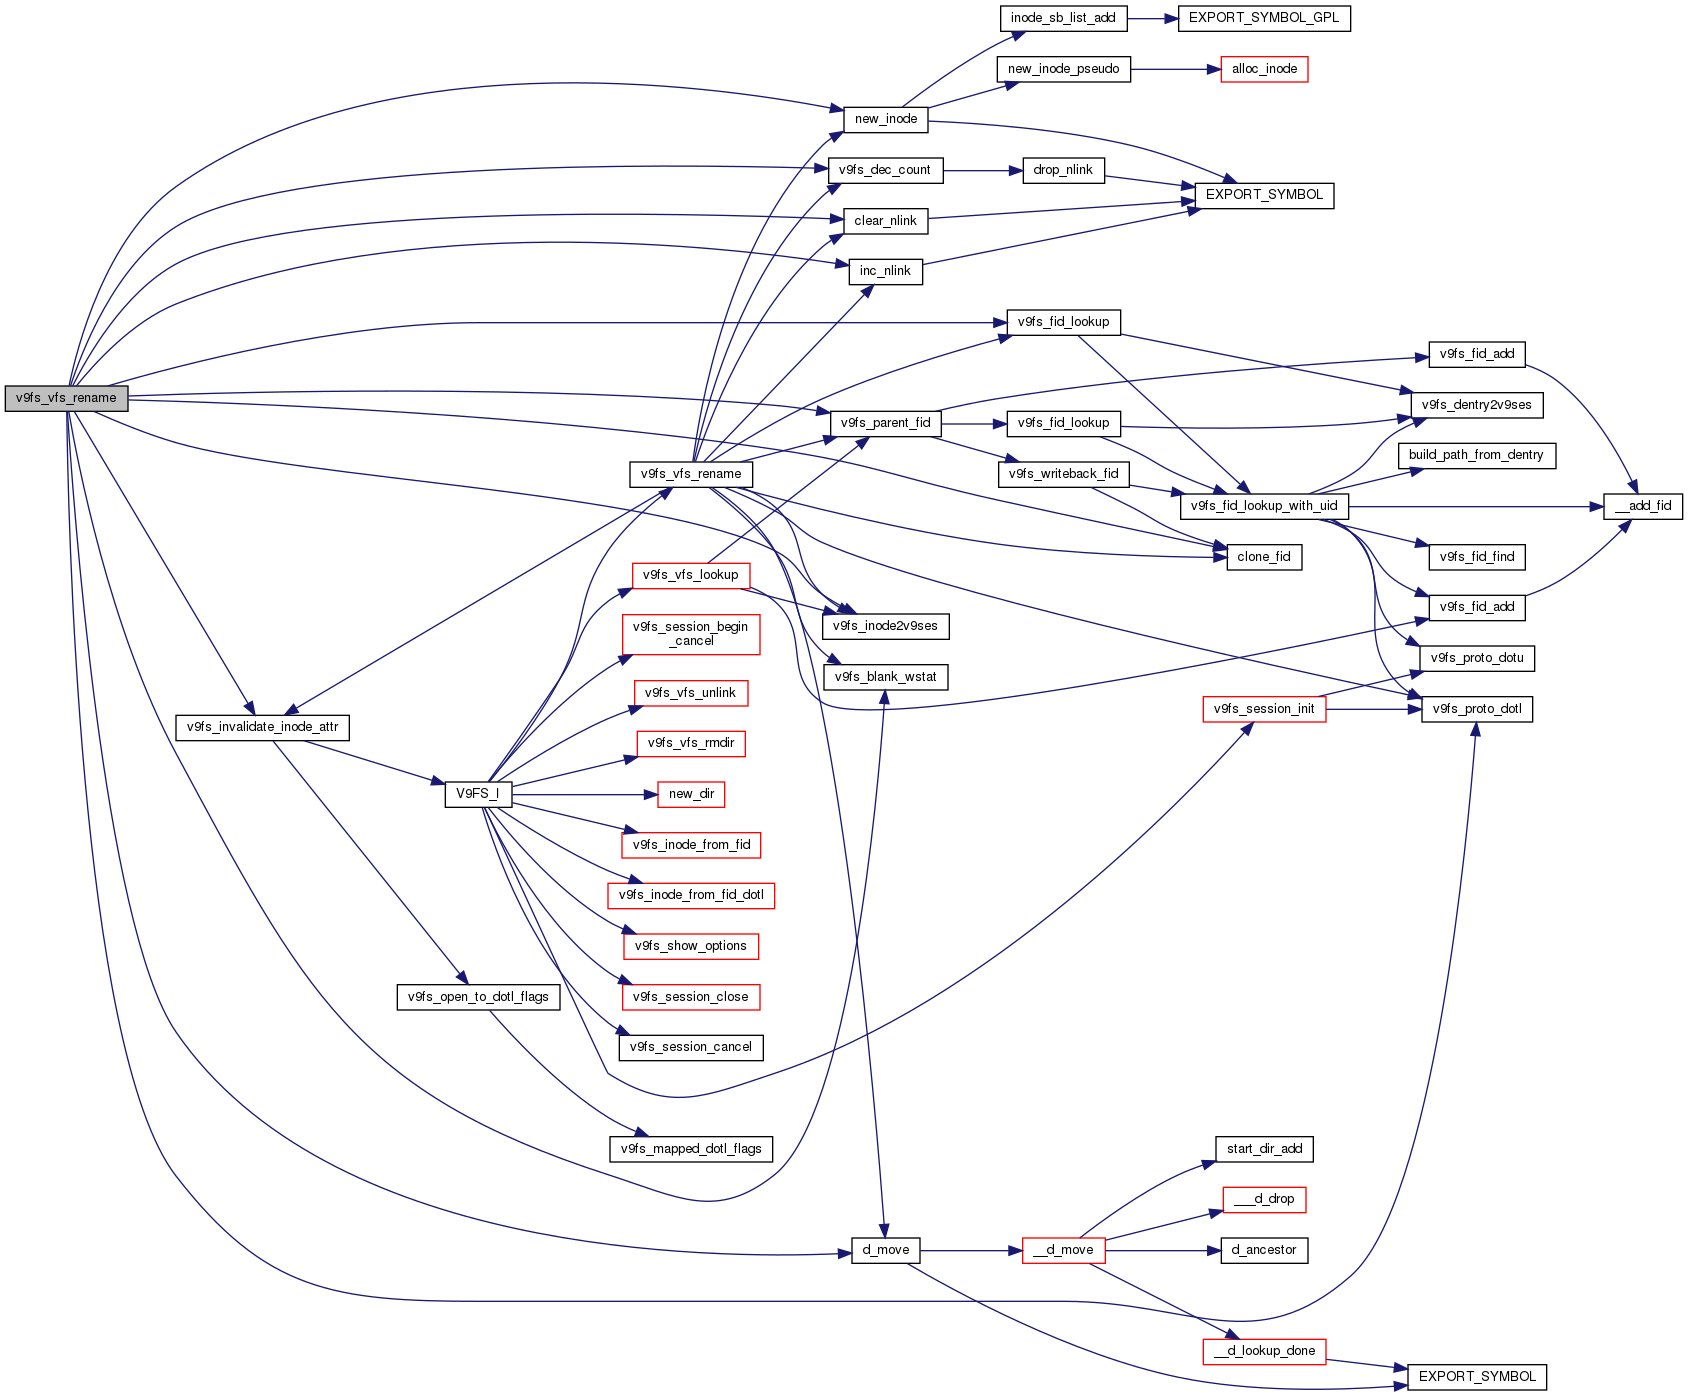 inode_sb_list_add
EXPORT_SYMBOL_GPL
new_inode_pseudo
alloc_inode
new_inode
v9fs_dec_count
drop_nlink
EXPORT_SYMBOL
clear_nlink
inc_nlink
v9fs_fid_lookup
v9fs_fid_add
v9fs_vfs_rename
v9fs_dentry2v9ses
v9fs_parent_fid
v9fs_fid_lookup
build_path_from_dentry
v9fs_vfs_rename
v9fs_writeback_fid
v9fs_fid_lookup_with_uid
__add_fid
clone_fid
v9fs_fid_find
v9fs_vfs_lookup
v9fs_fid_add
v9fs_session_begin
_cancel
v9fs_inode2v9ses
v9fs_proto_dotu
v9fs_blank_wstat
v9fs_vfs_unlink
v9fs_session_init
v9fs_proto_dotl
v9fs_invalidate_inode_attr
v9fs_vfs_rmdir
V9FS_I
new_dir
v9fs_inode_from_fid
v9fs_inode_from_fid_dotl
v9fs_show_options
v9fs_open_to_dotl_flags
v9fs_session_close
v9fs_session_cancel
v9fs_mapped_dotl_flags
start_dir_add
___d_drop
d_move
__d_move
d_ancestor
__d_lookup_done
EXPORT_SYMBOL